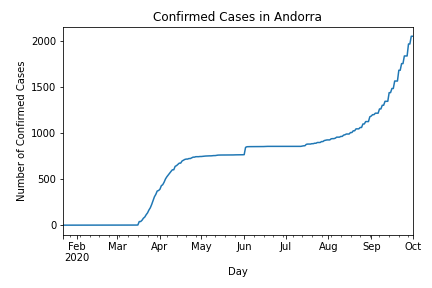 Confirmed Cases in Andorra
Number of Confirmed Cases
2000
1500
1000
500
0
Feb Mar Apr May Jun Jul Aug Sep Oct
2020
Day